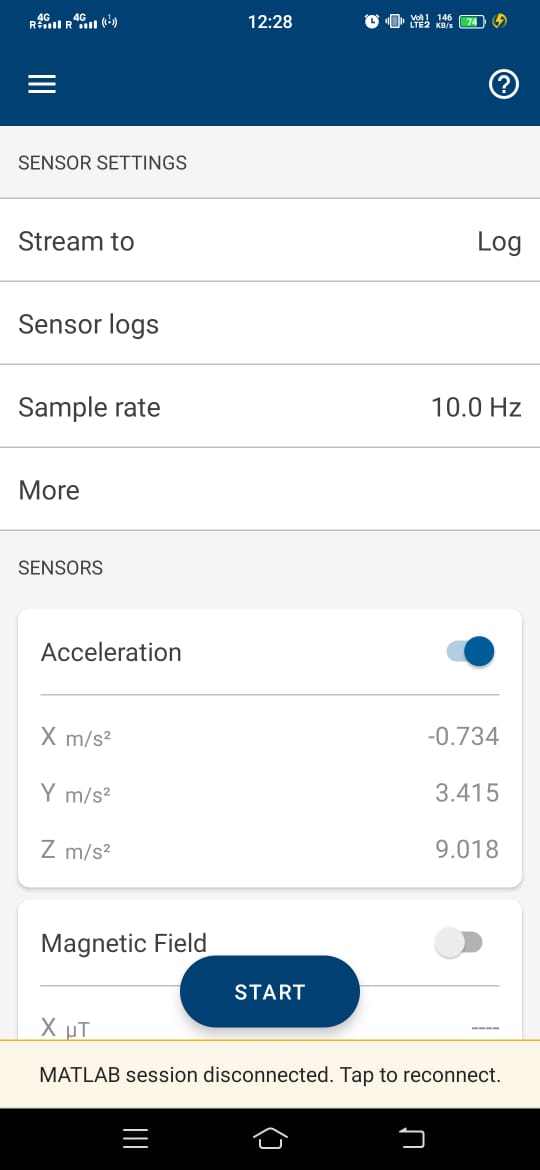 R 4G R 4G 12:28 Vo) 1 LTE2 146 KB/s 74
?
SENSOR SETTINGS
Stream to Log
Sensor logs
Sample rate 10.0 Hz
More
SENSORS
Acceleration
X m/s² -0.734
Y m/s² 3.415
Z m/s² 9.018
Magnetic Field
START
X μT ----
MATLAB session disconnected. Tap to reconnect.